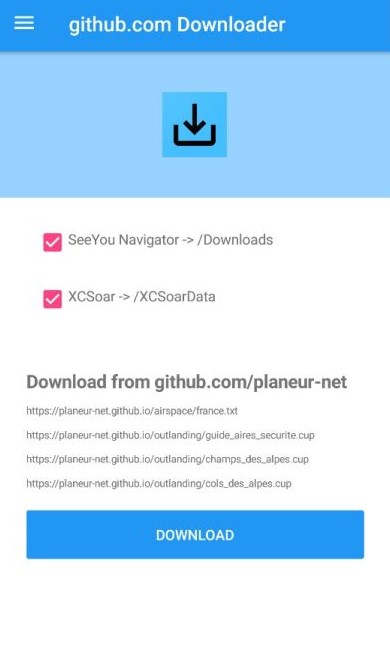 github.com Downloader
SeeYou Navigator -> /Downloads
XCSoar -> /XCSoarData
Download from github.com/planeur-net
https://planeur-net.github.io/airspace/france.txt
https://planeur-net.github.io/outlanding/guide_aires_securite.cup
https://planeur-net.github.io/outlanding/champs_des_alpes.cup
https://planeur-net.github.io/outlanding/cols_des_alpes.cup
DOWNLOAD